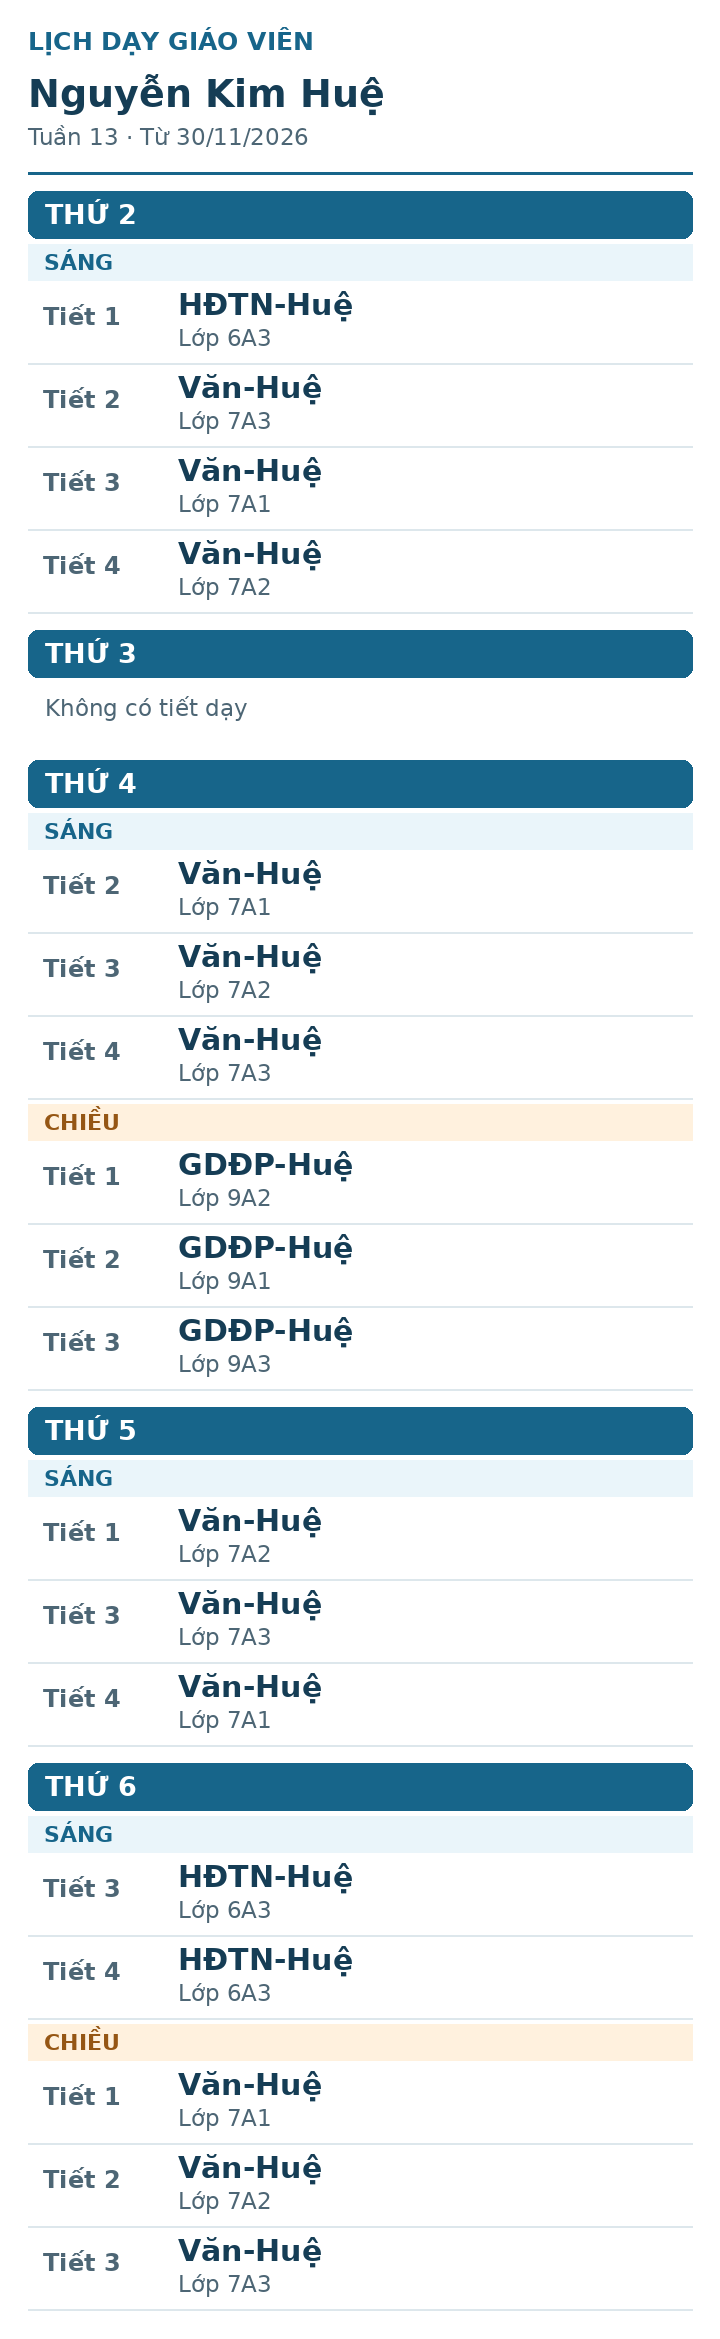 LỊCH DẠY GIÁO VIÊN
Nguyễn Kim Huệ
Tuần 13 · Từ 30/11/2026
THỨ 2
SÁNG
Tiết 1 HĐTN-Huệ
Lớp 6A3
Tiết 2 Văn-Huệ
Lớp 7A3
Tiết 3 Văn-Huệ
Lớp 7A1
Tiết 4 Văn-Huệ
Lớp 7A2
THỨ 3
Không có tiết dạy
THỨ 4
SÁNG
Tiết 2 Văn-Huệ
Lớp 7A1
Tiết 3 Văn-Huệ
Lớp 7A2
Tiết 4 Văn-Huệ
Lớp 7A3
CHIỀU
Tiết 1 GDĐP-Huệ
Lớp 9A2
Tiết 2 GDĐP-Huệ
Lớp 9A1
Tiết 3 GDĐP-Huệ
Lớp 9A3
THỨ 5
SÁNG
Tiết 1 Văn-Huệ
Lớp 7A2
Tiết 3 Văn-Huệ
Lớp 7A3
Tiết 4 Văn-Huệ
Lớp 7A1
THỨ 6
SÁNG
Tiết 3 HĐTN-Huệ
Lớp 6A3
Tiết 4 HĐTN-Huệ
Lớp 6A3
CHIỀU
Tiết 1 Văn-Huệ
Lớp 7A1
Tiết 2 Văn-Huệ
Lớp 7A2
Tiết 3 Văn-Huệ
Lớp 7A3